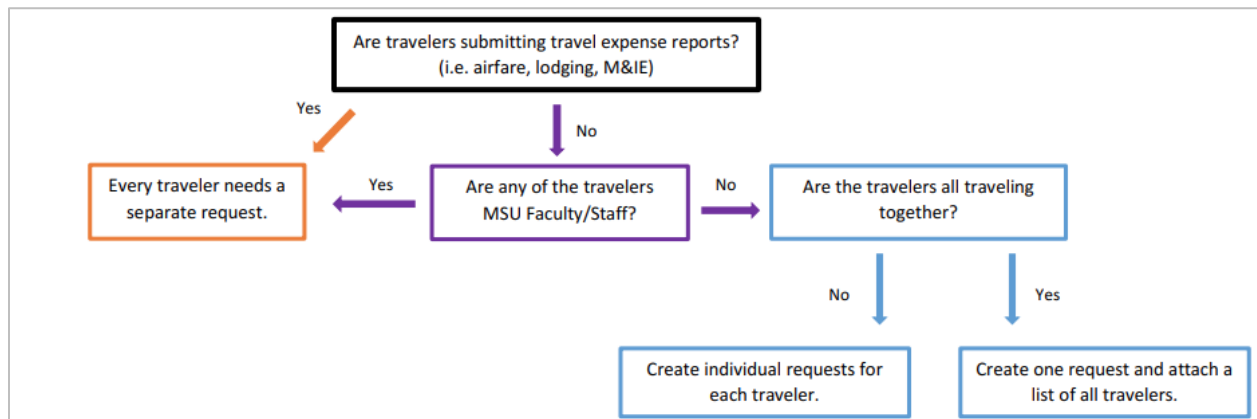 Are travelers submitting travel expense reports?
(i.e. airfare, lodging, M&IE)
Yes
No
Every traveler needs a
separate request.
Yes
Are any of the travelers
MSU Faculty/Staff?
No
Are the travelers all traveling
together?
No
Yes
Create individual requests for
each traveler.
Create one request and attach a
list of all travelers.